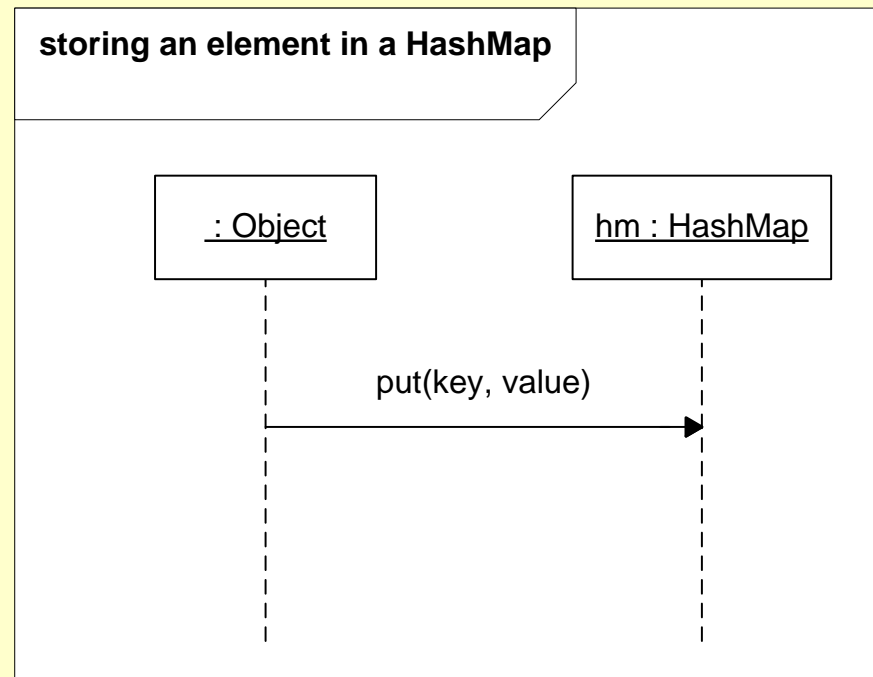 storing an element in a HashMap
: Object
hm : HashMap
put(key, value)